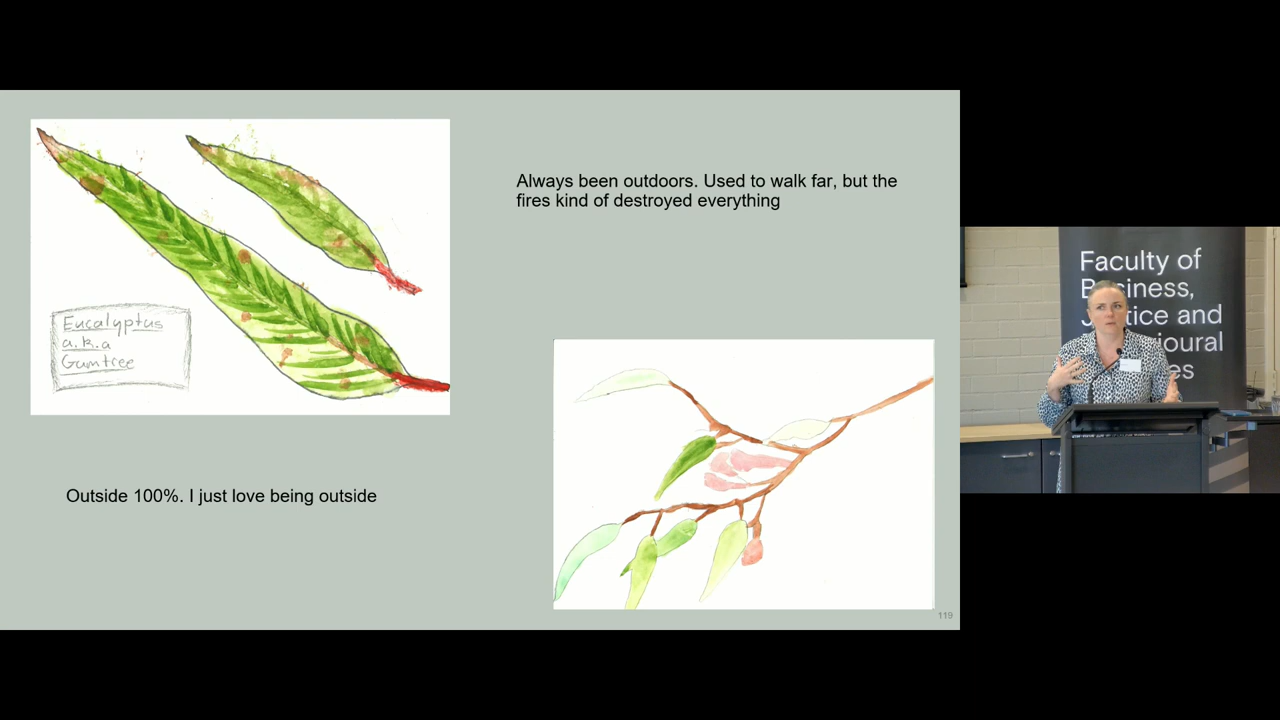 Always been outdoors. Used to walk far, but the
fires kind of destroyed everything
Eucalyptus
a.k.a
Gumtree
Outside 100%. I just love being outside
119
Faculty of
Justice and